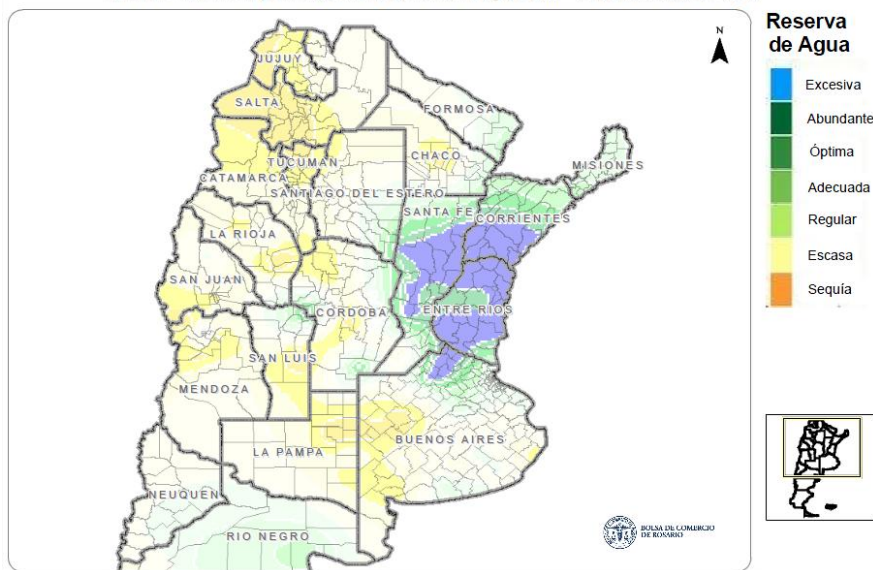 Reserva
de Agua
Excesiva
Abundante
Óptima
Adecuada
Regular
Escasa
Sequía
N
JUJUY
SALTA
FORMOSA
TUCUMAN
CHACO
MISIONES
CATAMARCA
SANTIAGO DEL ESTERO
SANTA FE
CORRIENTES
LA RIOJA
SAN JUAN
CORDOBA
ENTRE RIOS
SAN LUIS
MENDOZA
BUENOS AIRES
LA PAMPA
NEUQUEN
RIO NEGRO
BOLSA DE COMERCIO
DE ROSARIO